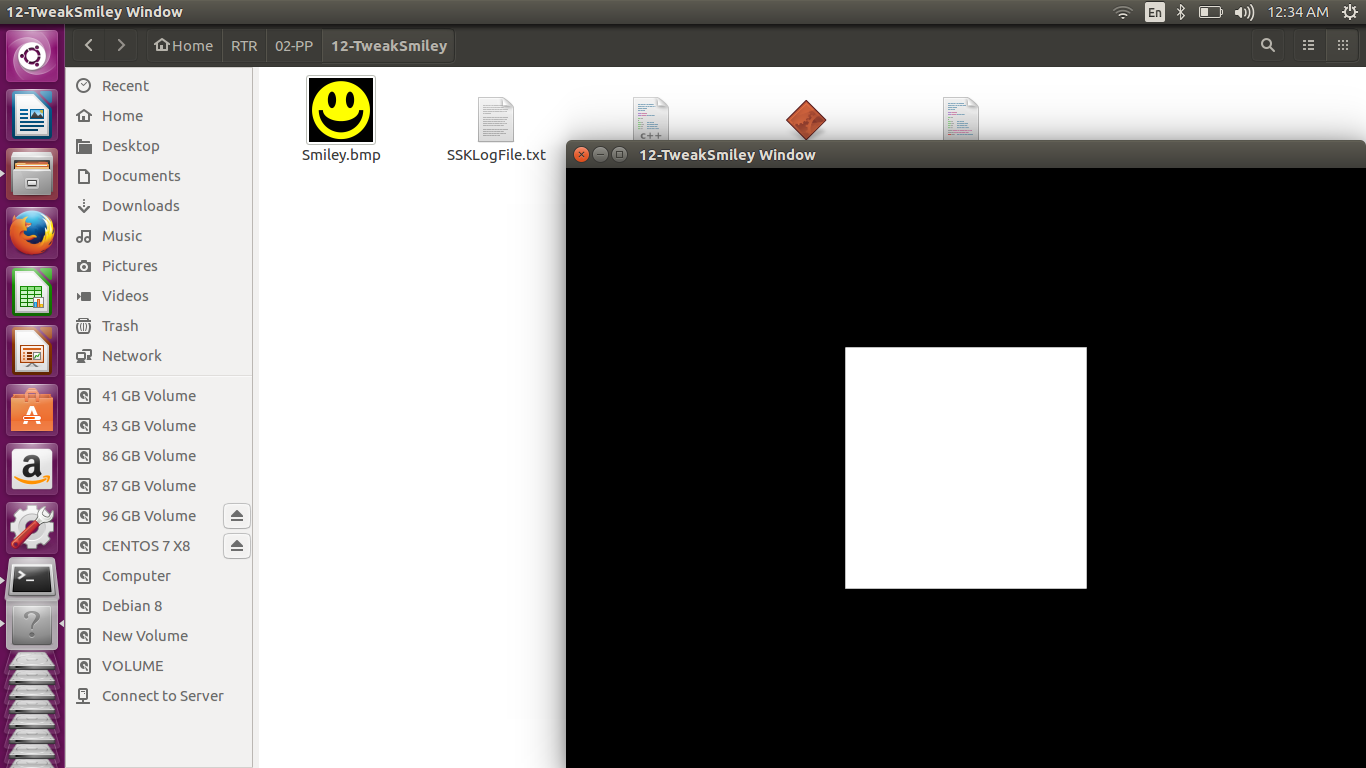 12-TweakSmiley Window
En
12:34 AM
Home
RTR
02-PP
12-TweakSmiley
Recent
Home
Desktop
Documents
Downloads
Music
Pictures
Videos
Trash
Network
41 GB Volume
43 GB Volume
86 GB Volume
87 GB Volume
96 GB Volume
CENTOS 7 X8
Computer
Debian 8
New Volume
VOLUME
Connect to Server
Smiley.bmp
SSKLogFile.txt
C++
12-TweakSmiley Window